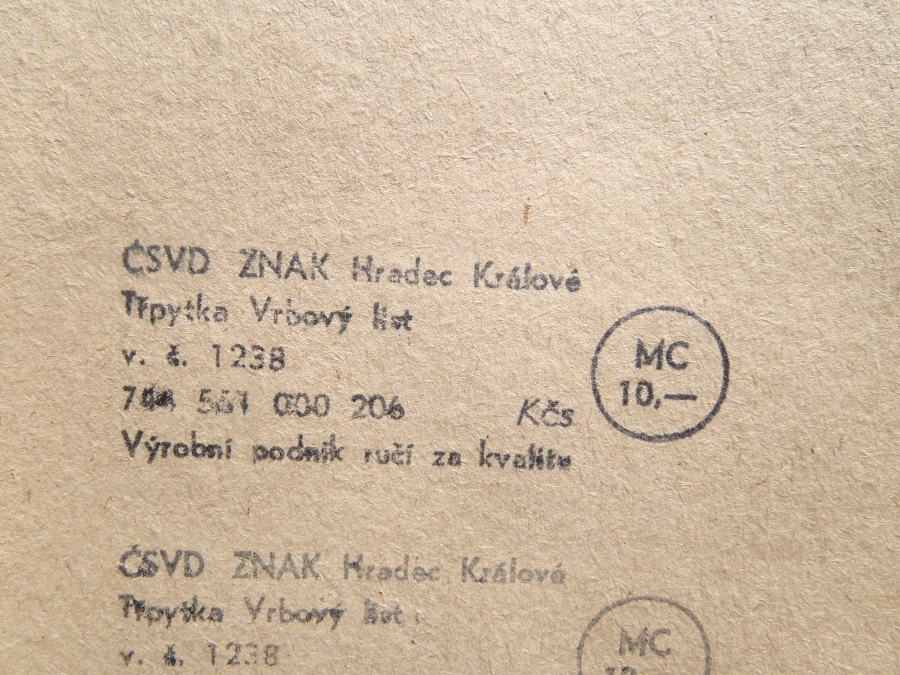 ČSVD ZNAK Hradec Králové
Třpytka Vrbový list
v. č. 1238
000 206
Kčs
MC
10,—
Výrobní podnik ručí za kvalitu
ČSVD ZNAK Hradec Králové
Třpytka Vrbový list
v. č. 1238
MC